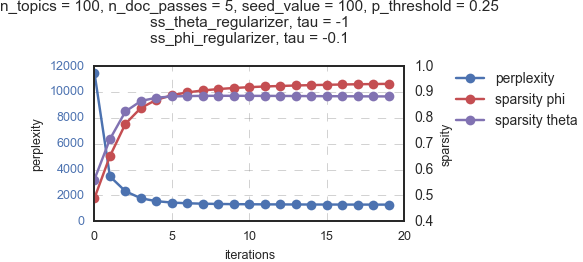 n_topics = 100, n_doc_passes = 5, seed_value = 100, p_threshold = 0.25
ss_theta_regularizer, tau = -1
ss_phi_regularizer, tau = -0.1
12000
10000
8000
6000
4000
2000
0
perplexity
1.0
0.9
0.8
0.7
0.6
0.5
0.4
sparsity
0 5 10 15 20
iterations
perplexity
sparsity phi
sparsity theta